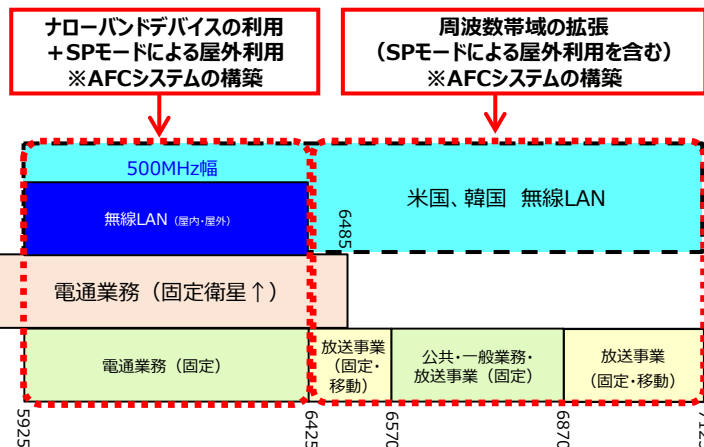 ナローバンドデバイスの利用
+SPモードによる屋外利用
※AFCシステムの構築
周波数帯域の拡張
(SPモードによる屋外利用を含む)
※AFCシステムの構築
500MHz幅
無線LAN (屋内・屋外)
米国、韓国 無線LAN
6485
電通業務(固定衛星↑)
電通業務(固定)
放送事業
(固定・
移動)
公共・一般業務・
放送事業(固定)
放送事業
(固定・移動)
5925
6425
6570
6870
7125